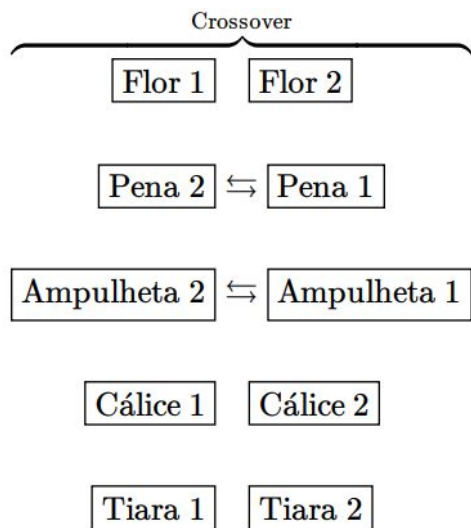 Crossover
Flor 1 Flor 2
Pena 2 ⇆ Pena 1
Ampulheta 2 ⇆ Ampulheta 1
Cálice 1 Cálice 2
Tiara 1 Tiara 2